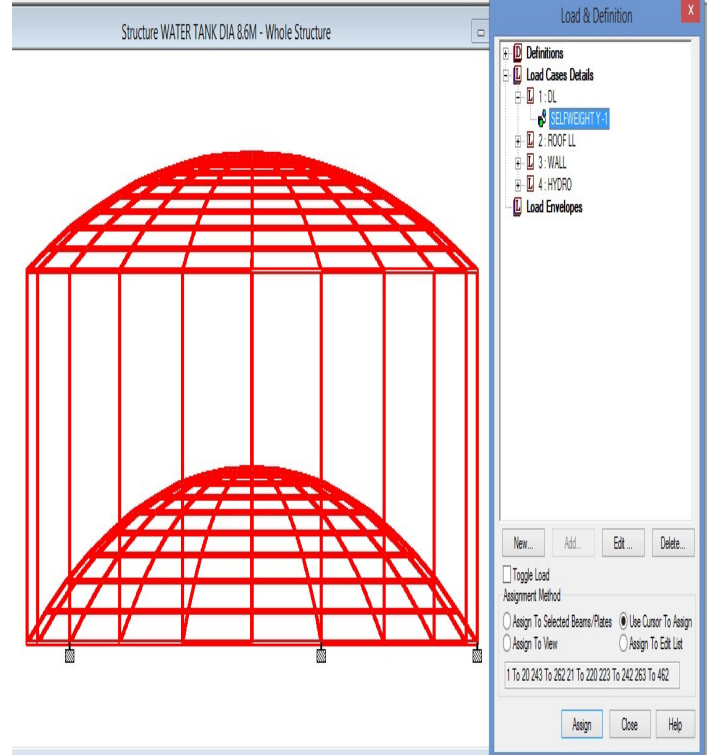 Structure WATER TANK DIA 8.6M - Whole Structure
Load & Definition
X
D Definitions
L Load Cases Details
L 1 : DL
SELFWEIGHT Y -1
L 2 : ROOF LL
L 3 : WALL
L 4 : HYDRO
L Load Envelopes
New... Add... Edit ... Delete...
Toggle Load
Assignment Method
Assign To Selected Beams/Plates Use Cursor To Assign
Assign To View Assign To Edit List
1 To 20 243 To 262 21 To 220 223 To 242 263 To 462
Assign Close Help